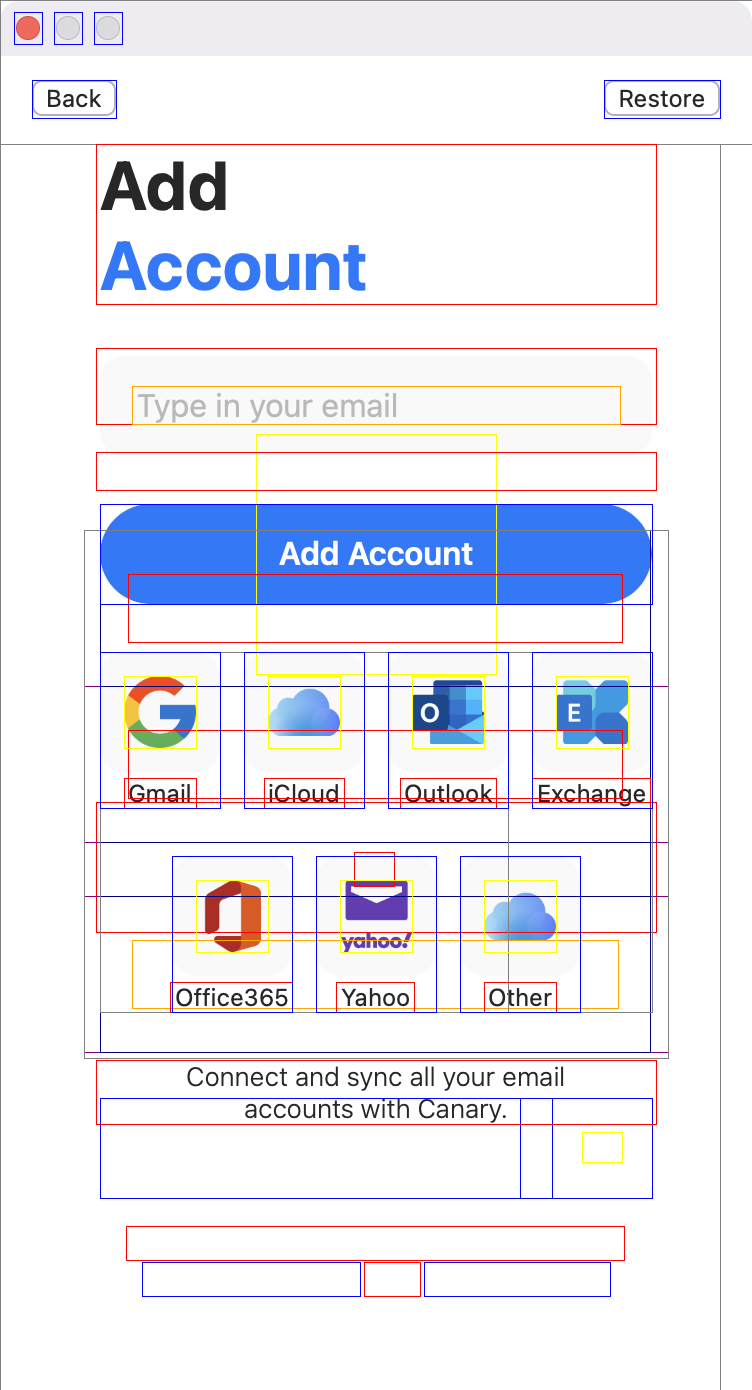 Back
Restore
Add
Account
Type in your email
Add Account
Gmail
iCloud
Outlook
Exchange
yahoo!
Office365
Yahoo
Other
Connect and sync all your email
accounts with Canary.